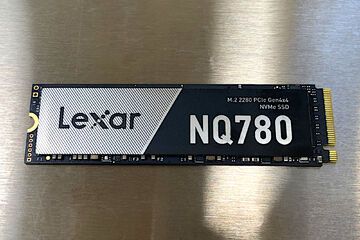 Lexar
M.2 2280 PCIe Gen4x4
NVMe SSD
NQ780